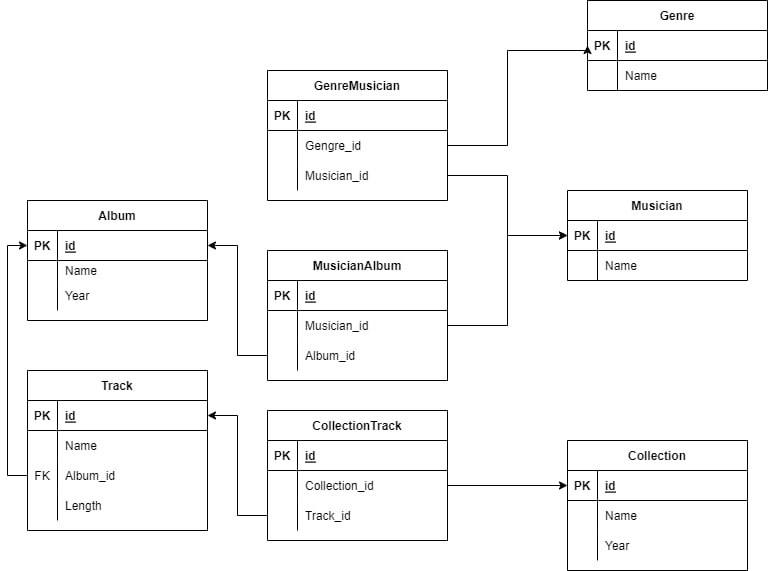 Genre
PK id
Name
GenreMusician
PK id
Gengre_id
Musician_id
Musician
PK id
Name
Album
PK id
Name
Year
MusicianAlbum
PK id
Musician_id
Album_id
Track
PK id
Name
FK Album_id
Length
CollectionTrack
PK id
Collection_id
Track_id
Collection
PK id
Name
Year